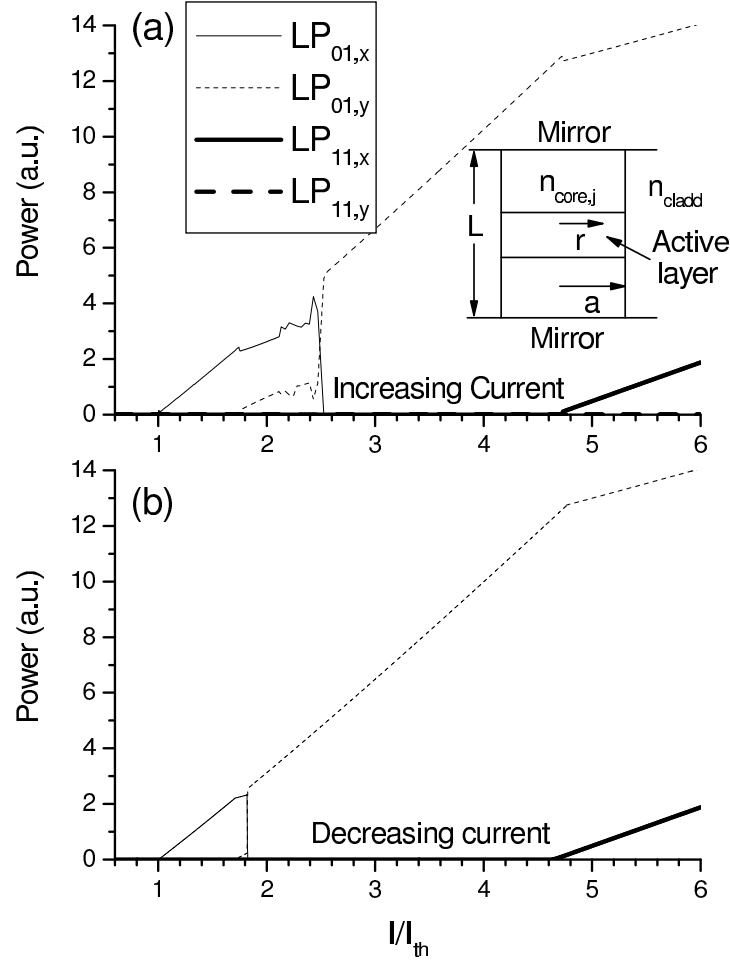 (a)
LP01,x
LP01,y
LP11,x
LP11,y
14
12
10
8
6
4
2
0
Power (a.u.)
Mirror
ncore,j
ncladd
L
r
Active
layer
a
Mirror
Increasing Current
1 2 3 4 5 6
(b)
14
12
10
8
6
4
2
0
Power (a.u.)
Decreasing current
1 2 3 4 5 6
I/Ith